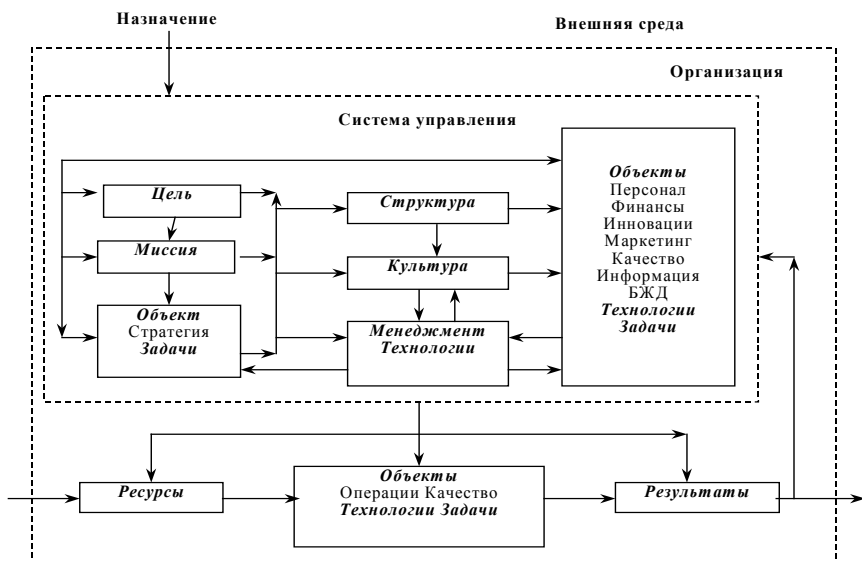 Назначение
Внешняя среда
Организация
Система управления
Цель
Миссия
Объект
Стратегия
Задачи
Структура
Культура
Менеджмент
Технологии
Объекты
Персонал
Финансы
Инновации
Маркетинг
Качество
Информация
БЖД
Технологии
Задачи
Ресурсы
Объекты
Операции Качество
Технологии Задачи
Результаты